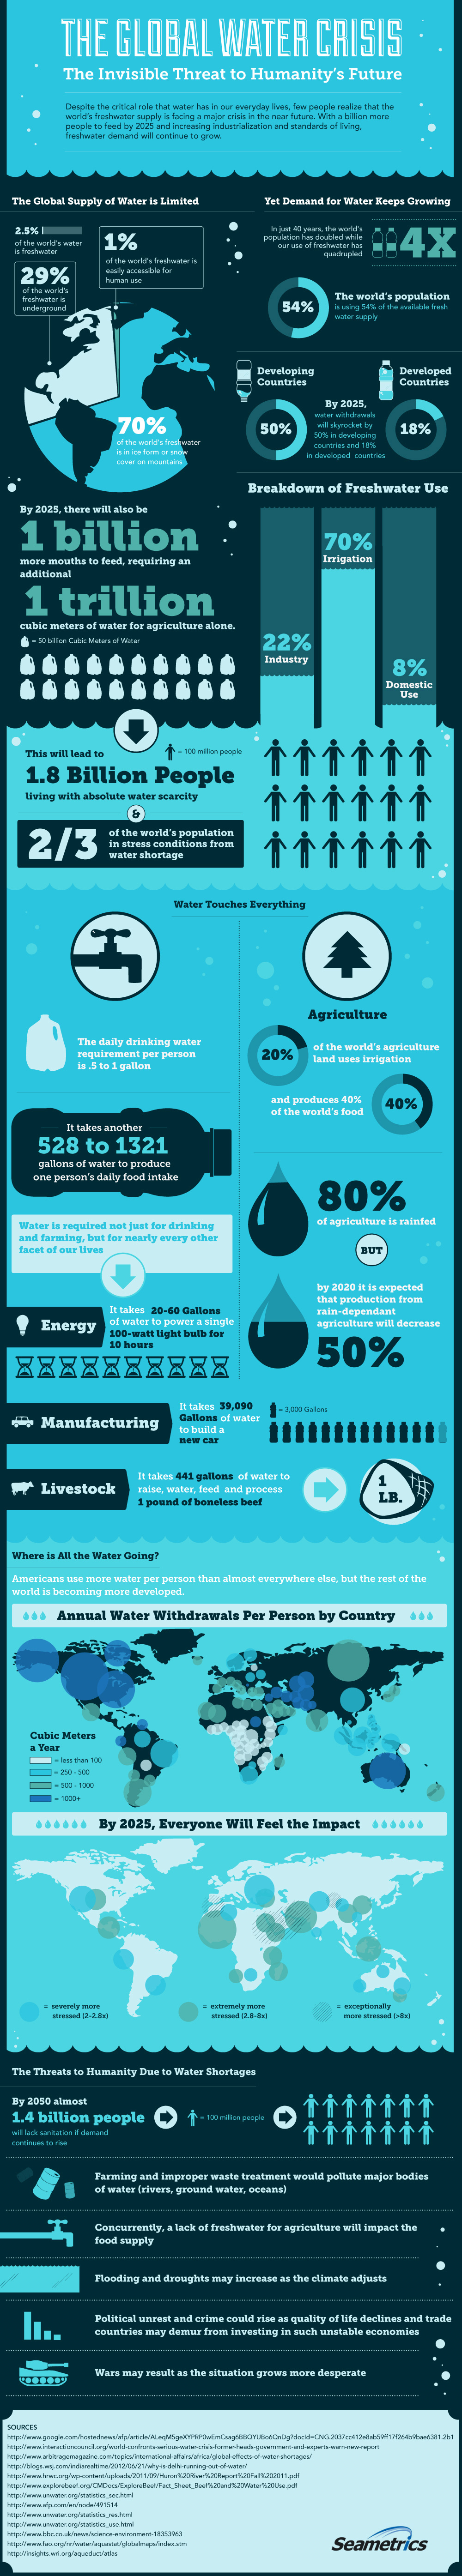 THE GLOBAL WATER CRISIS
The Invisible Threat to Humanity's Future
Despite the critical role that water has in our everyday lives, few people realize that the
world's freshwater supply is facing a major crisis in the near future. With a billion more
people to feed by 2025 and increasing industrialization and standards of living,
freshwater demand will continue to grow.
The Global Supply of Water is Limited
2.5%
of the world's water
is freshwater
1%
of the world's freshwater is
easily accessible for
human use
29%
of the world's
freshwater is
underground
70%
of the world's freshwater
is in ice form or snow
cover on mountains
Yet Demand for Water Keeps Growing
In just 40 years, the world's
population has doubled while
our use of freshwater has
quadrupled
4X
54%
The world's population
is using 54% of the available fresh
water supply
Developing
Countries
Developed
Countries
50%
By 2025,
water withdrawals
will skyrocket by
50% in developing
countries and 18%
in developed countries
18%
By 2025, there will also be
1 billion
more mouths to feed, requiring an
additional
1 trillion
cubic meters of water for agriculture alone.
= 50 billion Cubic Meters of Water
Breakdown of Freshwater Use
22%
Industry
70%
Irrigation
8%
Domestic
Use
This will lead to
= 100 million people
1.8 Billion People
living with absolute water scarcity
&
2/3
of the world's population
in stress conditions from
water shortage
Water Touches Everything
The daily drinking water
requirement per person
is .5 to 1 gallon
It takes another
528 to 1321
gallons of water to produce
one person's daily food intake
Water is required not just for drinking
and farming, but for nearly every other
facet of our lives
Agriculture
20%
of the world's agriculture
land uses irrigation
and produces 40%
of the world's food
40%
80%
of agriculture is rainfed
BUT
by 2020 it is expected
that production from
rain-dependant
agriculture will decrease
50%
Energy
It takes 20-60 Gallons
of water to power a single
100-watt light bulb for
10 hours
Manufacturing
It takes 39,090
Gallons of water
to build a
new car
= 3,000 Gallons
Livestock
It takes 441 gallons of water to
raise, water, feed and process
1 pound of boneless beef
1
LB.
Where is All the Water Going?
Americans use more water per person than almost everywhere else, but the rest of the
world is becoming more developed.
Annual Water Withdrawals Per Person by Country
Cubic Meters
a Year
= less than 100
= 250 - 500
= 500 - 1000
= 1000+
By 2025, Everyone Will Feel the Impact
= severely more
stressed (2-2.8x)
= extremely more
stressed (2.8-8x)
= exceptionally
more stressed (>8x)
The Threats to Humanity Due to Water Shortages
By 2050 almost
1.4 billion people
will lack sanitation if demand
continues to rise
= 100 million people
Farming and improper waste treatment would pollute major bodies
of water (rivers, ground water, oceans)
Concurrently, a lack of freshwater for agriculture will impact the
food supply
Flooding and droughts may increase as the climate adjusts
Political unrest and crime could rise as quality of life declines and trade
countries may demur from investing in such unstable economies
Wars may result as the situation grows more desperate
SOURCES
http://www.interactioncouncil.org/world-confronts-serious-water-crisis-former-heads-government-and-experts-warn-new-report
http://www.arbitragemagazine.com/topics/international-affairs/africa/global-effects-of-water-shortages/
http://blogs.wsj.com/indiarealtime/2012/06/21/why-is-delhi-running-out-of-water/
http://www.hrwc.org/wp-content/uploads/2011/09/Huron%20River%20Report%20Fall%202011.pdf
http://www.explorebeef.org/CMDocs/ExploreBeef/Fact_Sheet_Beef%20and%20Water%20Use.pdf
http://www.unwater.org/statistics_sec.html
http://www.afp.com/en/node/491514
http://www.unwater.org/statistics_res.html
http://www.unwater.org/statistics_use.html
http://www.bbc.co.uk/news/science-environment-18353963
http://www.fao.org/nr/water/aquastat/globalmaps/index.stm
http://insights.wri.org/aqueduct/atlas
Seametrics